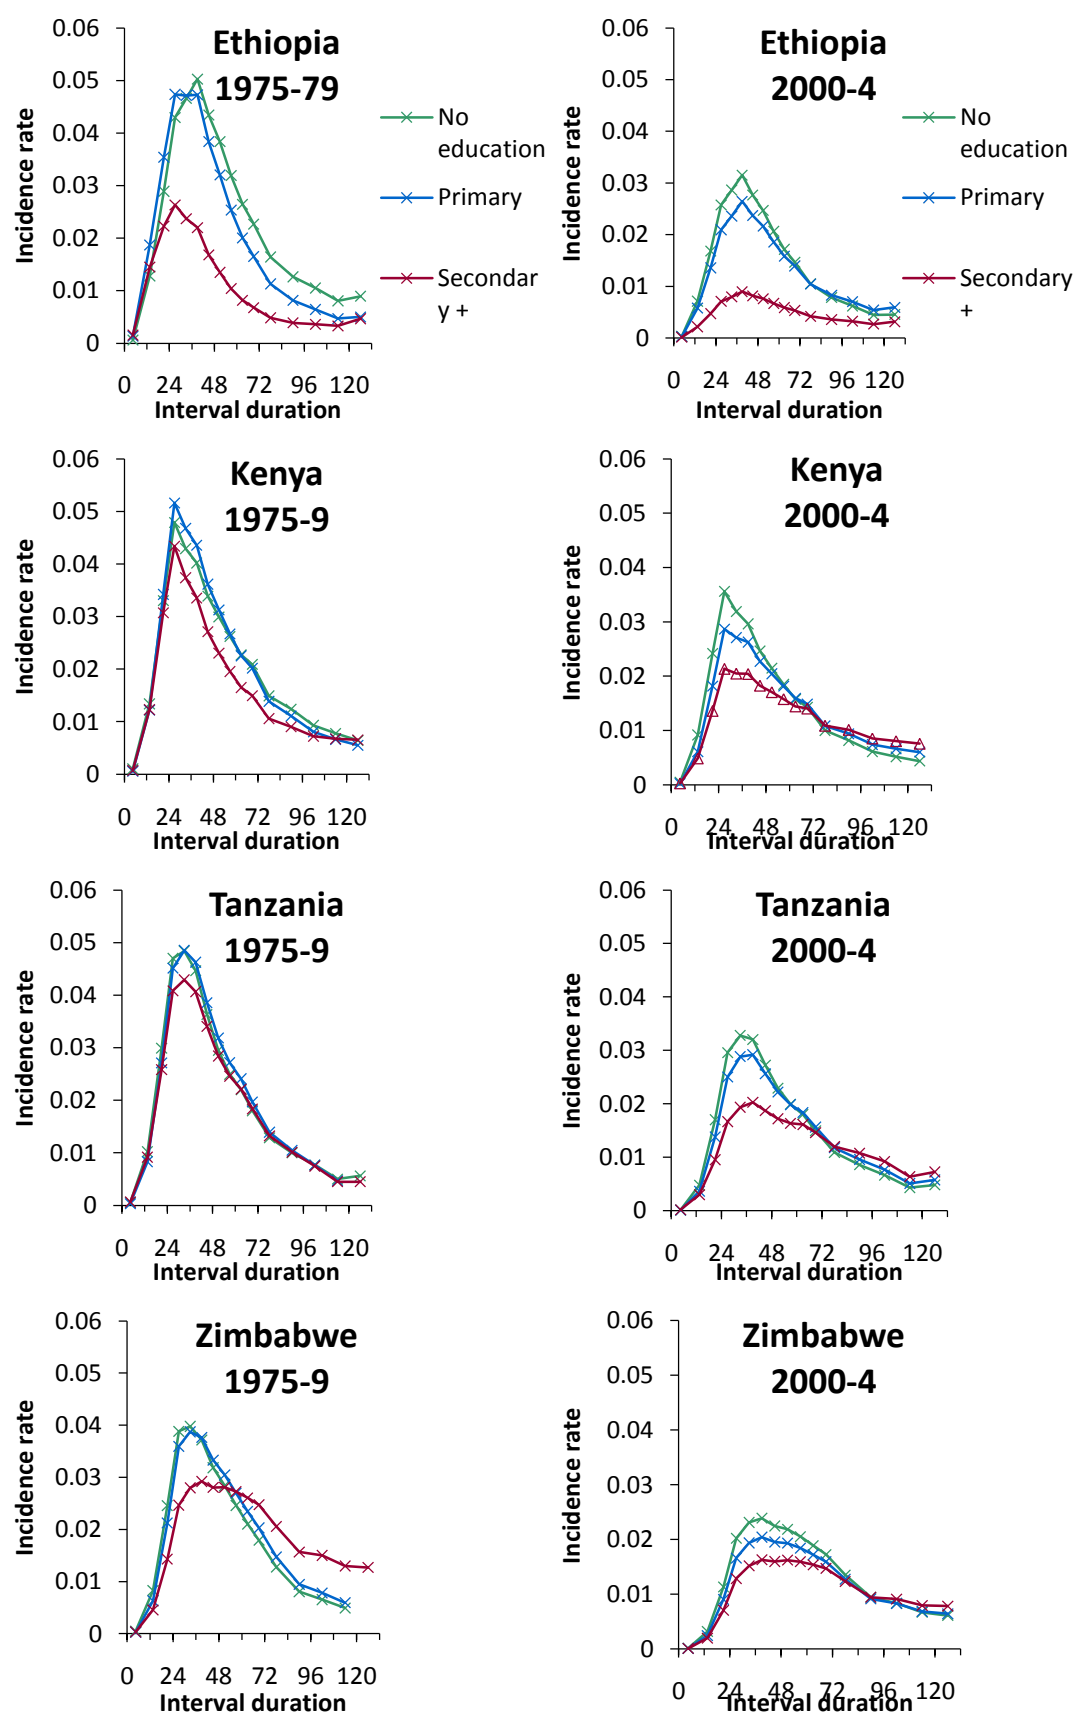 Ethiopia
1975-79
Incidence rate
0.06
0.05
0.04
0.03
0.02
0.01
0
0 24 48 72 96 120
Interval duration
No
education
Primary
Secondar
y +
Ethiopia
2000-4
Incidence rate
0.06
0.05
0.04
0.03
0.02
0.01
0
0 24 48 72 96 120
Interval duration
No
education
Primary
Secondary
+
Kenya
1975-9
Incidence rate
0.06
0.05
0.04
0.03
0.02
0.01
0
0 24 48 72 96 120
Interval duration
Kenya
2000-4
Incidence rate
0.06
0.05
0.04
0.03
0.02
0.01
0
0 24 48 72 96 120
Interval duration
Tanzania
1975-9
Incidence rate
0.06
0.05
0.04
0.03
0.02
0.01
0
0 24 48 72 96 120
Interval duration
Tanzania
2000-4
Incidence rate
0.06
0.05
0.04
0.03
0.02
0.01
0
0 24 48 72 96 120
Interval duration
Zimbabwe
1975-9
Incidence rate
0.06
0.05
0.04
0.03
0.02
0.01
0
0 24 48 72 96 120
Interval duration
Zimbabwe
2000-4
Incidence rate
0.06
0.05
0.04
0.03
0.02
0.01
0
0 24 48 72 96 120
Interval duration